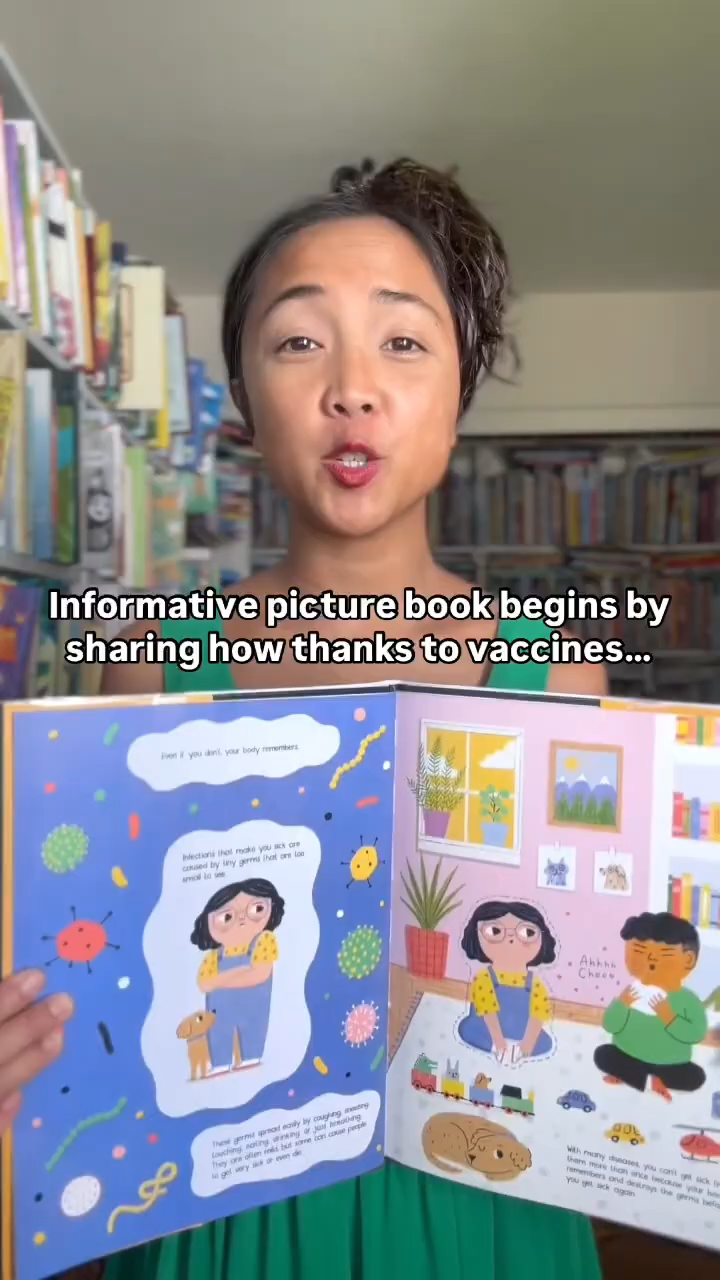 Informative picture book begins by
sharing how thanks to vaccines...
Even if you don't, your body remembers.
Infections that make you sick are
caused by tiny germs that are too
small to see.
These germs spread easily by coughing, sneezing
touching, eating, drinking or just breathing.
They are often mild, but some can cause people
to get very sick or even die.
Ahhhh
Chooo
With many diseases, you can't get sick
them more than once because your
remembers and destroys the germs
you get sick again.